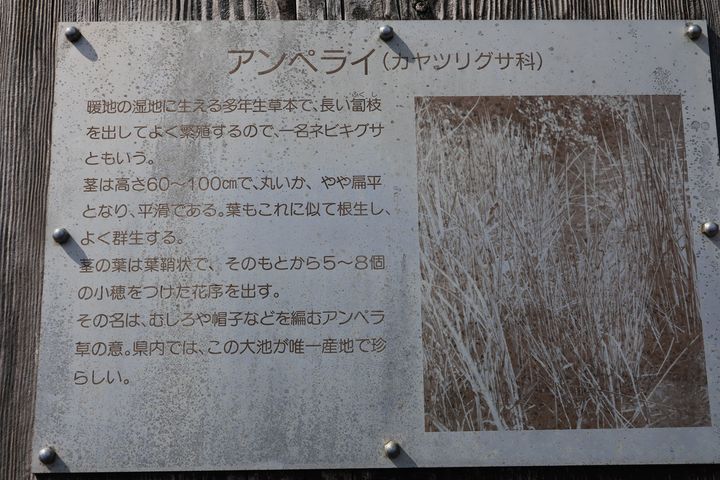 アンペライ(カヤツリグサ科)
暖地の湿地に生える多年生草本で、長い匐枝
を出してよく繁殖するので、一名ネビキグサ
ともいう。
茎は高さ60〜100㎝で、丸いか、やや扁平
となり、平滑である。葉もこれに似て根生し、
よく群生する。
茎の葉は葉鞘状で、そのもとから5〜8個
の小穂をつけた花序を出す。
その名は、むしろや帽子などを編むアンペラ
草の意。県内では、この大池が唯一産地で珍
らしい。